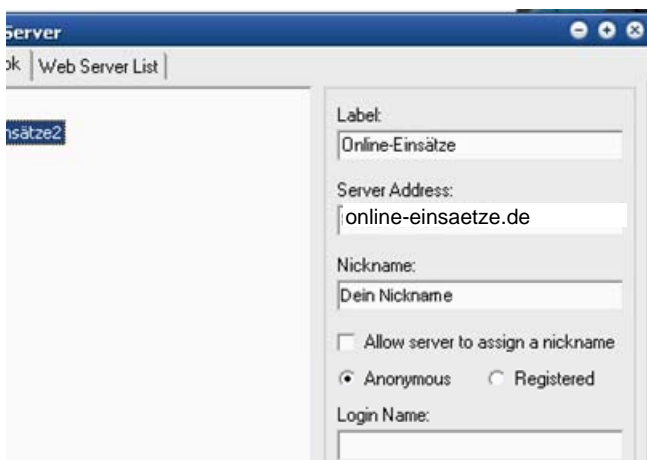 Server
ok Web Server List
nsätze2
Label:
Online-Einsätze
Server Address:
online-einsaetze.de
Nickname:
Dein Nickname
Allow server to assign a nickname
Anonymous Registered
Login Name: